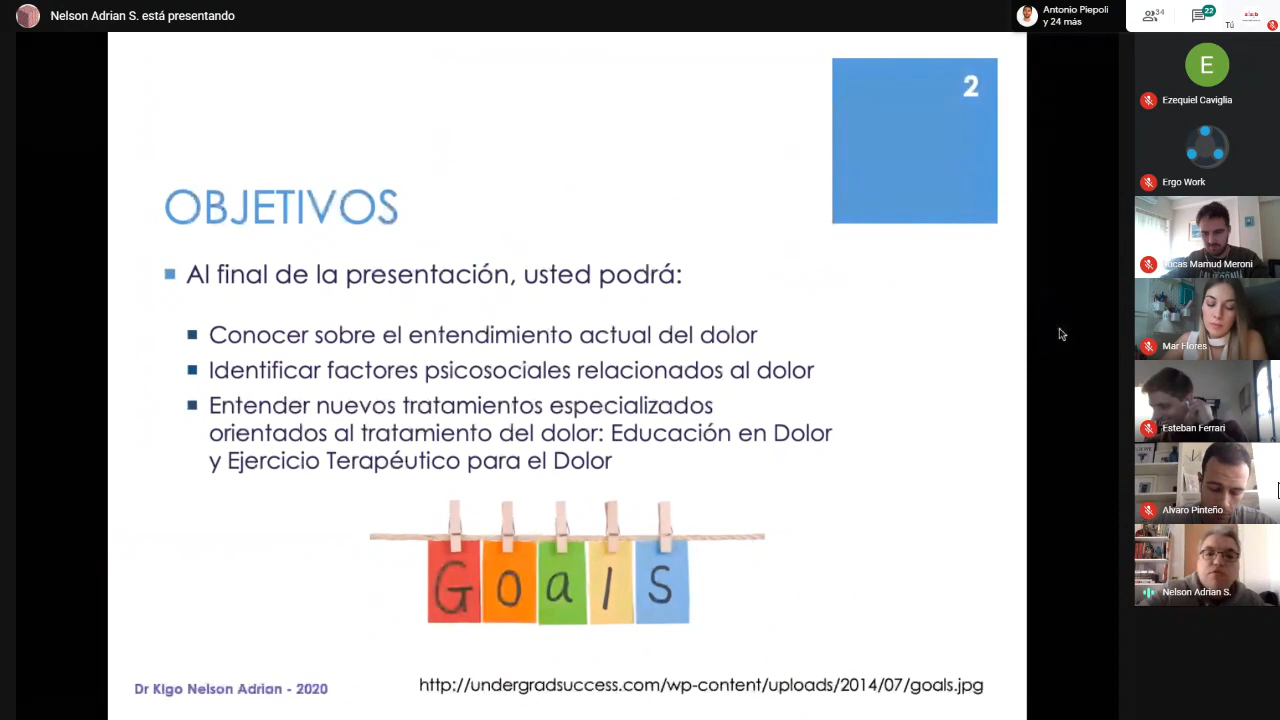 Nelson Adrian S. está presentando
Antonio Piepoli
y 24 más
34
22
Tú
2
OBJETIVOS
Al final de la presentación, usted podrá:
Conocer sobre el entendimiento actual del dolor
Identificar factores psicosociales relacionados al dolor
Entender nuevos tratamientos especializados
orientados al tratamiento del dolor: Educación en Dolor
y Ejercicio Terapéutico para el Dolor
Goals
Dr Klgo Nelson Adrian - 2020
http://undergradsuccess.com/wp-content/uploads/2014/07/goals.jpg
E
Ezequiel Caviglia
Ergo Work
Lucas Mamud Meroni
Mar Flores
Esteban Ferrari
Alvaro Pinteño
Nelson Adrian S.